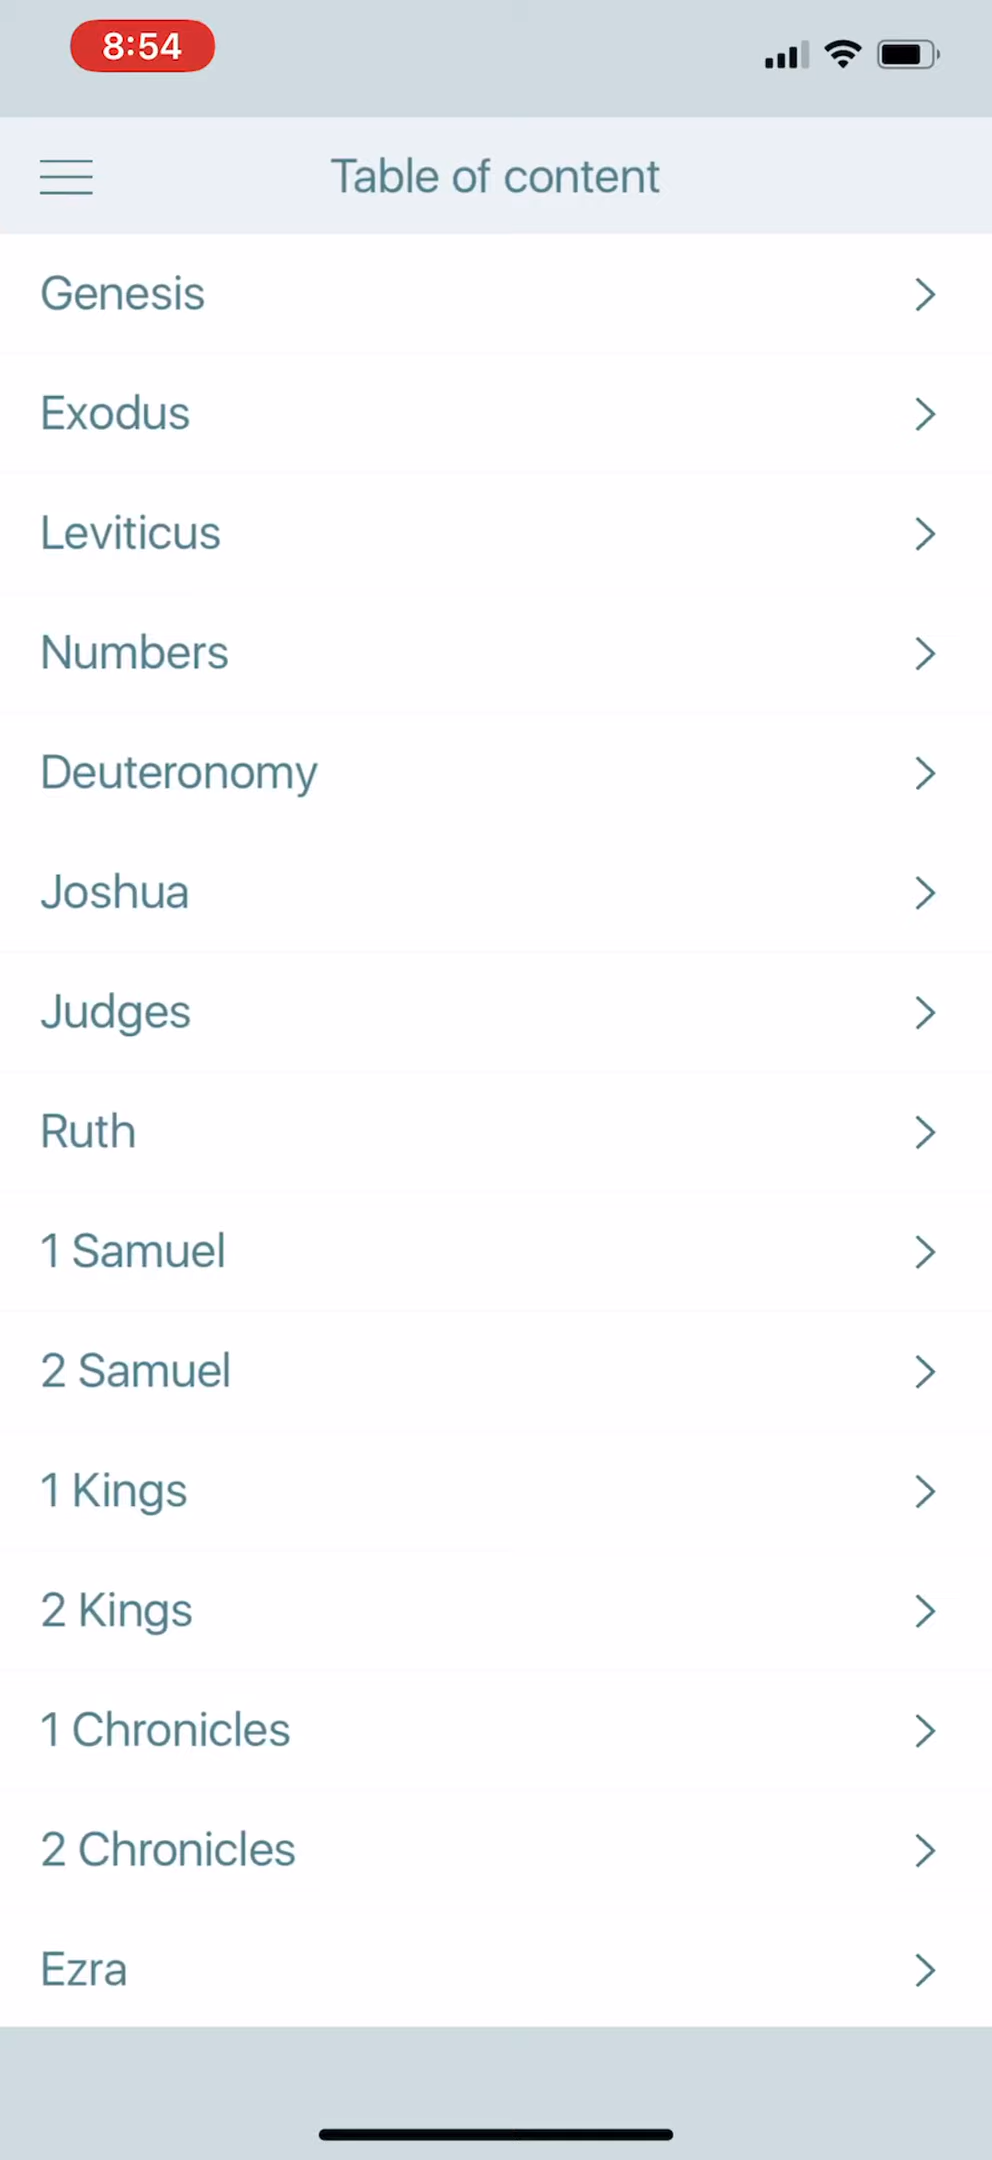 8:54
Table of content
Genesis
Exodus
Leviticus
Numbers
Deuteronomy
Joshua
Judges
Ruth
1 Samuel
2 Samuel
1 Kings
2 Kings
1 Chronicles
2 Chronicles
Ezra